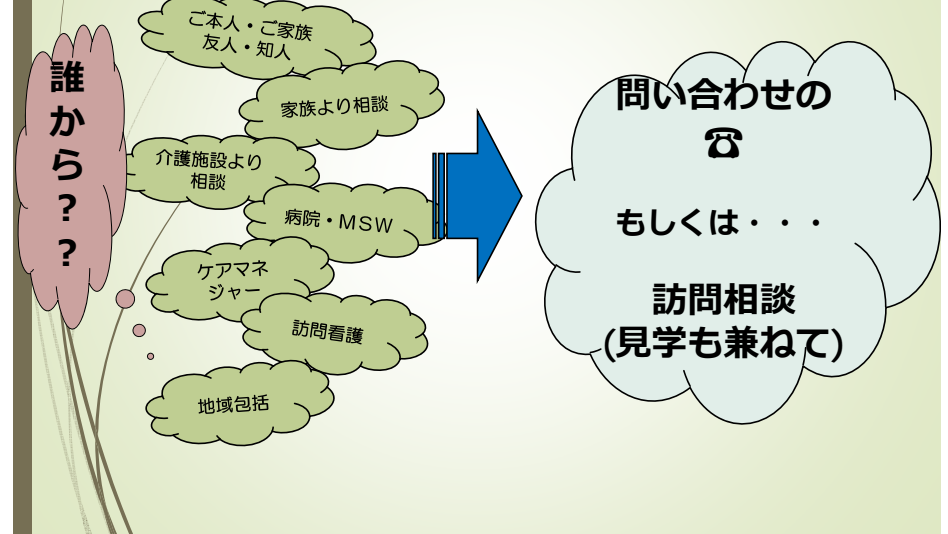 誰から？？
ご本人・ご家族
友人・知人
家族より相談
介護施設より
相談
病院・ＭＳＷ
ケアマネ
ジャー
訪問看護
地域包括
問い合わせの
☎
もしくは・・・
訪問相談
(見学も兼ねて)